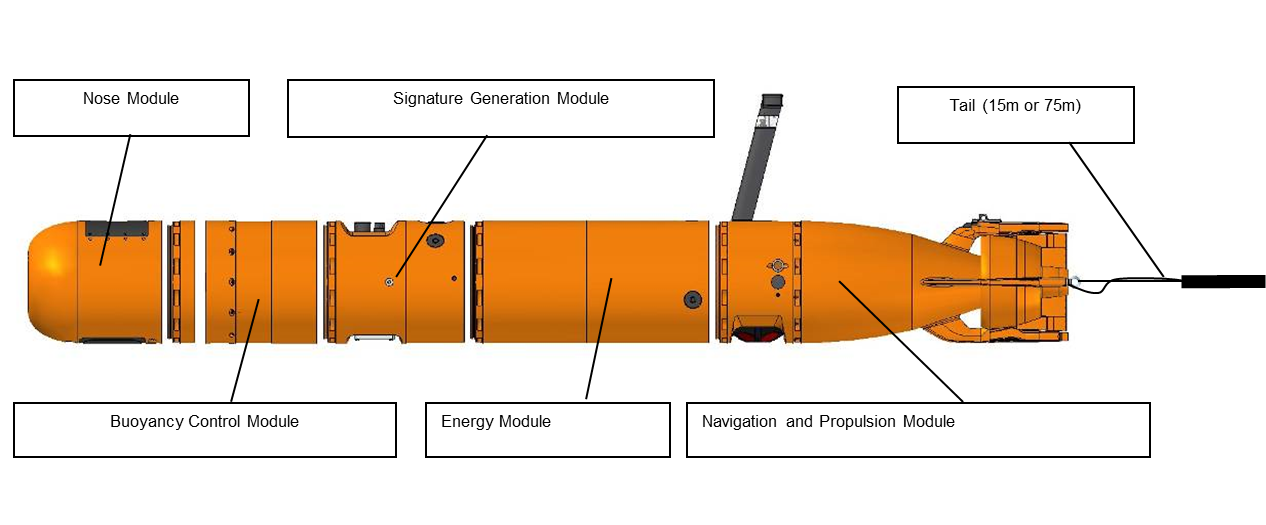 Nose Module
Signature Generation Module
Tail (15m or 75m)
Buoyancy Control Module
Energy Module
Navigation and Propulsion Module